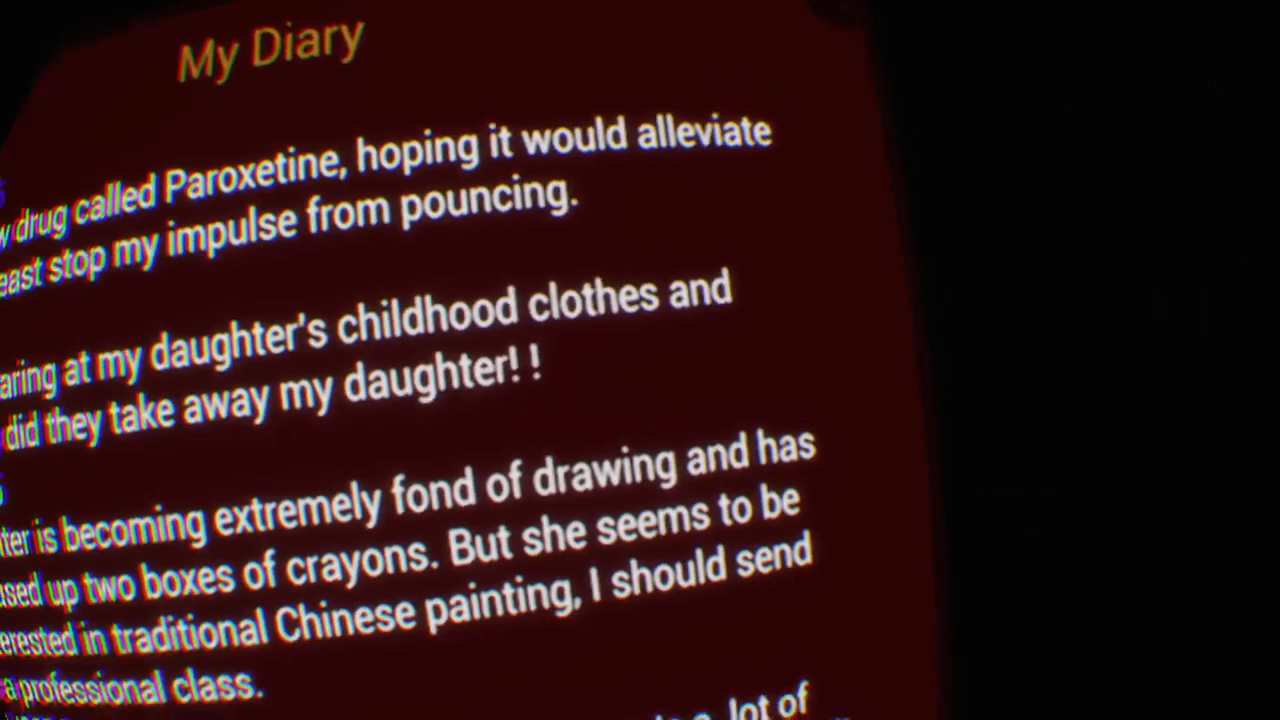 My Diary
drug called Paroxetine, hoping it would alleviate
east stop my impulse from pouncing.
aring at my daughter's childhood clothes and
did they take away my daughter! !
ter is becoming extremely fond of drawing and has
used up two boxes of crayons. But she seems to be
erested in traditional Chinese painting, I should send
a professional class.
lot of